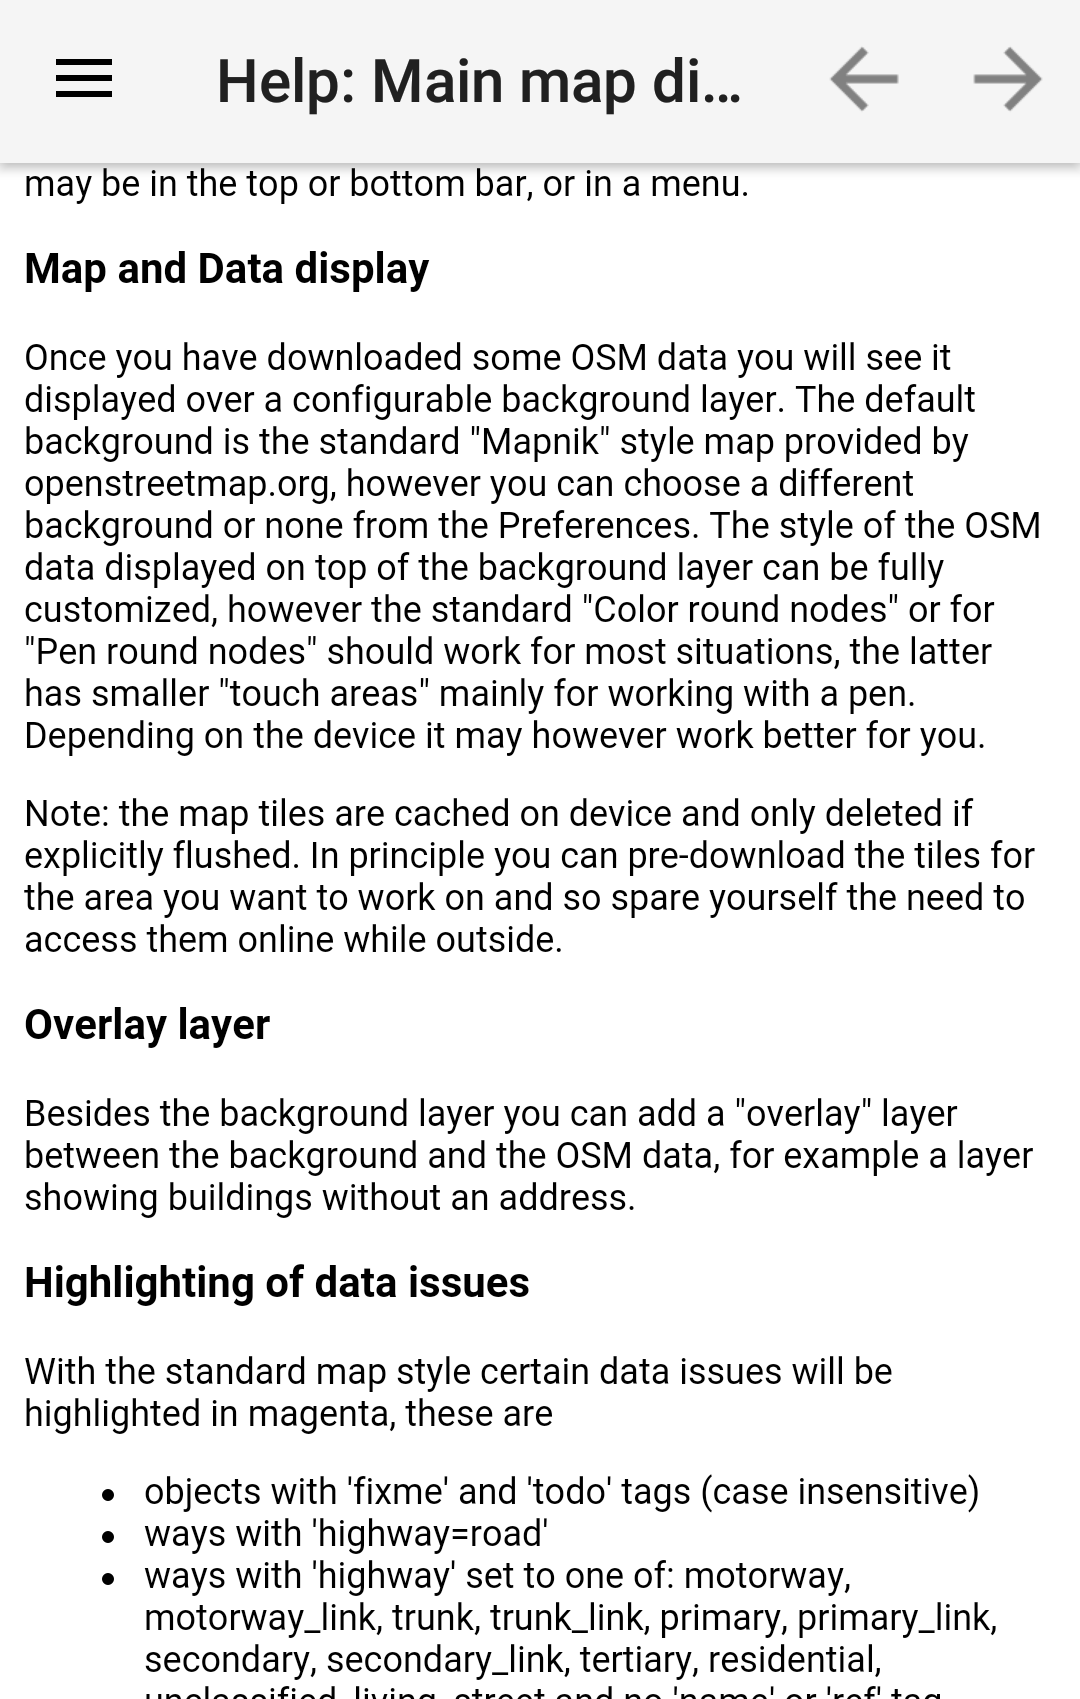 Help: Main map di...
may be in the top or bottom bar, or in a menu.
Map and Data display
Once you have downloaded some OSM data you will see it
displayed over a configurable background layer. The default
background is the standard "Mapnik" style map provided by
openstreetmap.org, however you can choose a different
background or none from the Preferences. The style of the OSM
data displayed on top of the background layer can be fully
customized, however the standard "Color round nodes" or for
"Pen round nodes" should work for most situations, the latter
has smaller "touch areas" mainly for working with a pen.
Depending on the device it may however work better for you.
Note: the map tiles are cached on device and only deleted if
explicitly flushed. In principle you can pre-download the tiles for
the area you want to work on and so spare yourself the need to
access them online while outside.
Overlay layer
Besides the background layer you can add a "overlay" layer
between the background and the OSM data, for example a layer
showing buildings without an address.
Highlighting of data issues
With the standard map style certain data issues will be
highlighted in magenta, these are
• objects with 'fixme' and 'todo' tags (case insensitive)
• ways with 'highway=road'
• ways with 'highway' set to one of: motorway,
motorway_link, trunk, trunk_link, primary, primary_link,
secondary, secondary_link, tertiary, residential,
unclassified, living_street and no 'name' or 'ref' tag